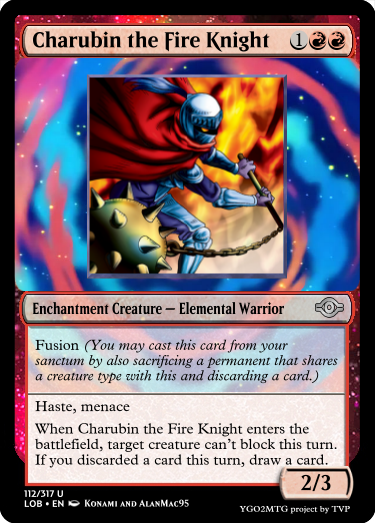 Charubin the Fire Knight 1
Enchantment Creature — Elemental Warrior
Fusion (You may cast this card from your
sanctum by also sacrificing a permanent that shares
a creature type with this and discarding a card.)
Haste, menace
When Charubin the Fire Knight enters the
battlefield, target creature can't block this turn.
If you discarded a card this turn, draw a card.
2/3
112/317 U
LOB • EN Konami and AlanMac95
YGO2MTG project by TVP